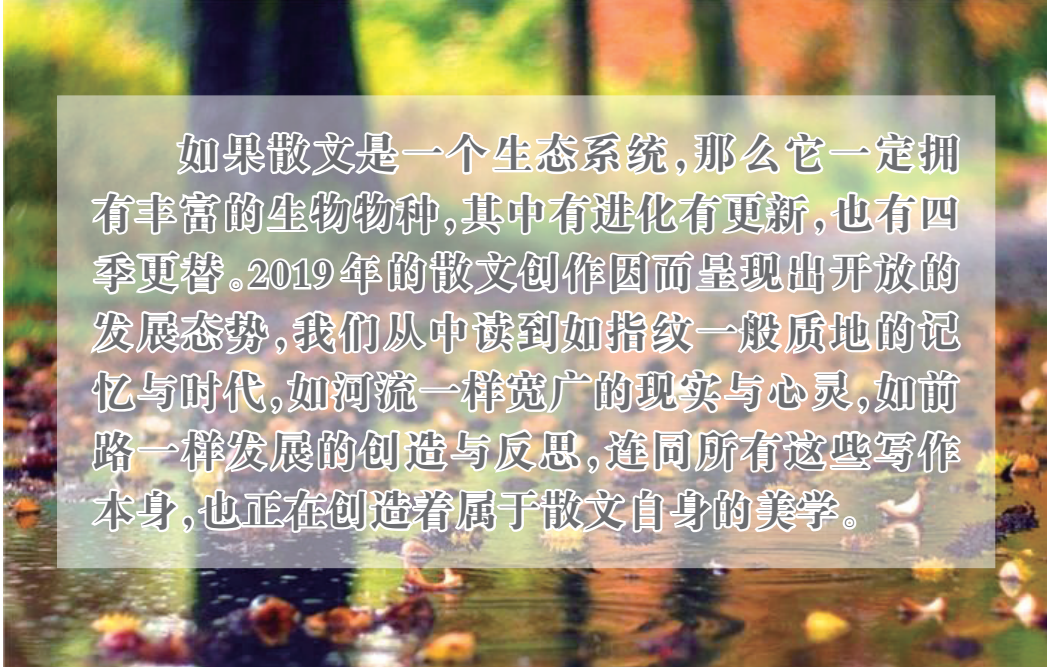 如果散文是一个生态系统,那么它一定拥
有丰富的生物物种,其中有进化有更新,也有四
季更替。2019年的散文创作因而呈现出开放的
发展态势,我们从中读到如指纹一般质地的记
忆与时代,如河流一样宽广的现实与心灵,如前
路一样发展的创造与反思,连同所有这些写作
本身,也正在创造着属于散文自身的美学。